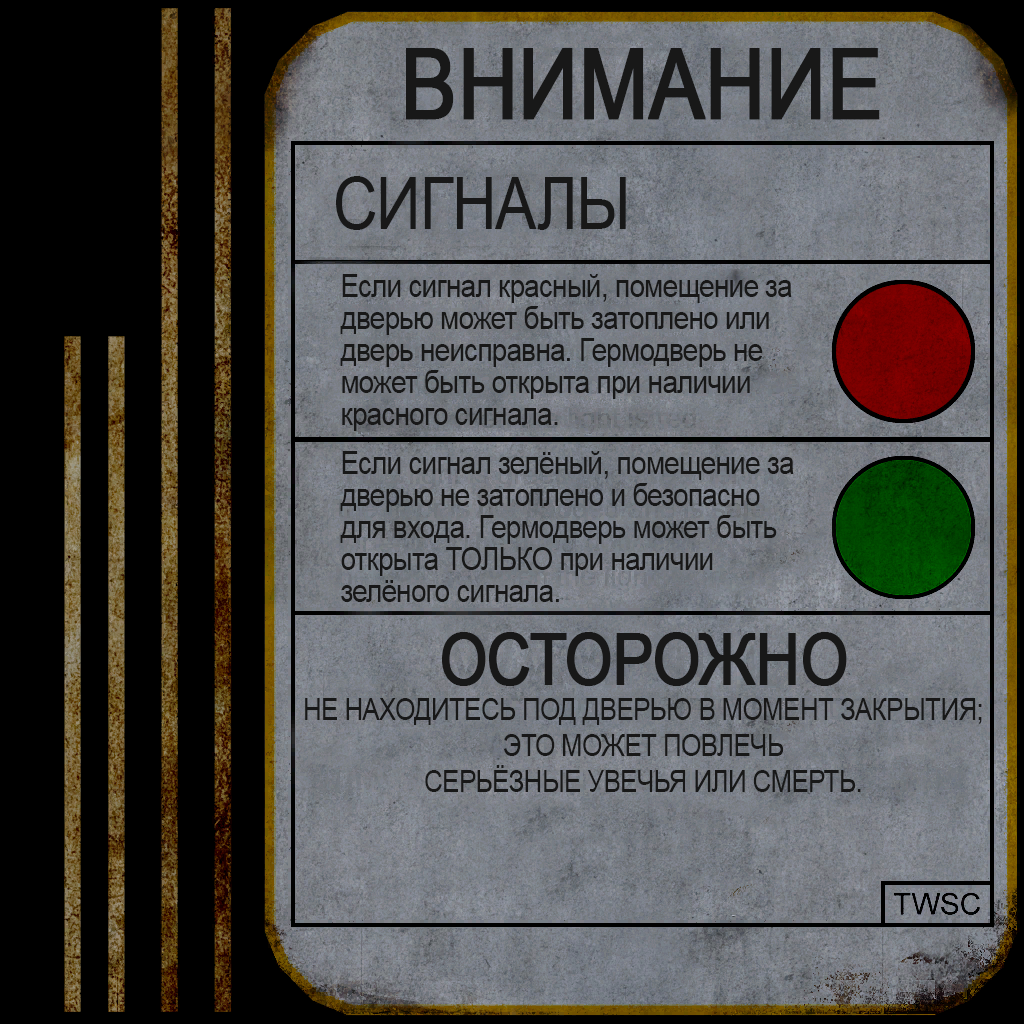 ВНИМАНИЕ
СИГНАЛЫ
Если сигнал красный, помещение за
дверью может быть затоплено или
дверь неисправна. Гермодверь не
может быть открыта при наличии
красного сигнала.
Если сигнал зелёный, помещение за
дверью не затоплено и безопасно
для входа. Гермодверь может быть
открыта ТОЛЬКО при наличии
зелёного сигнала.
ОСТОРОЖНО
НЕ НАХОДИТЕСЬ ПОД ДВЕРЬЮ В МОМЕНТ ЗАКРЫТИЯ;
ЭТО МОЖЕТ ПОВЛЕЧЬ
СЕРЬЁЗНЫЕ УВЕЧЬЯ ИЛИ СМЕРТЬ.
TWSC